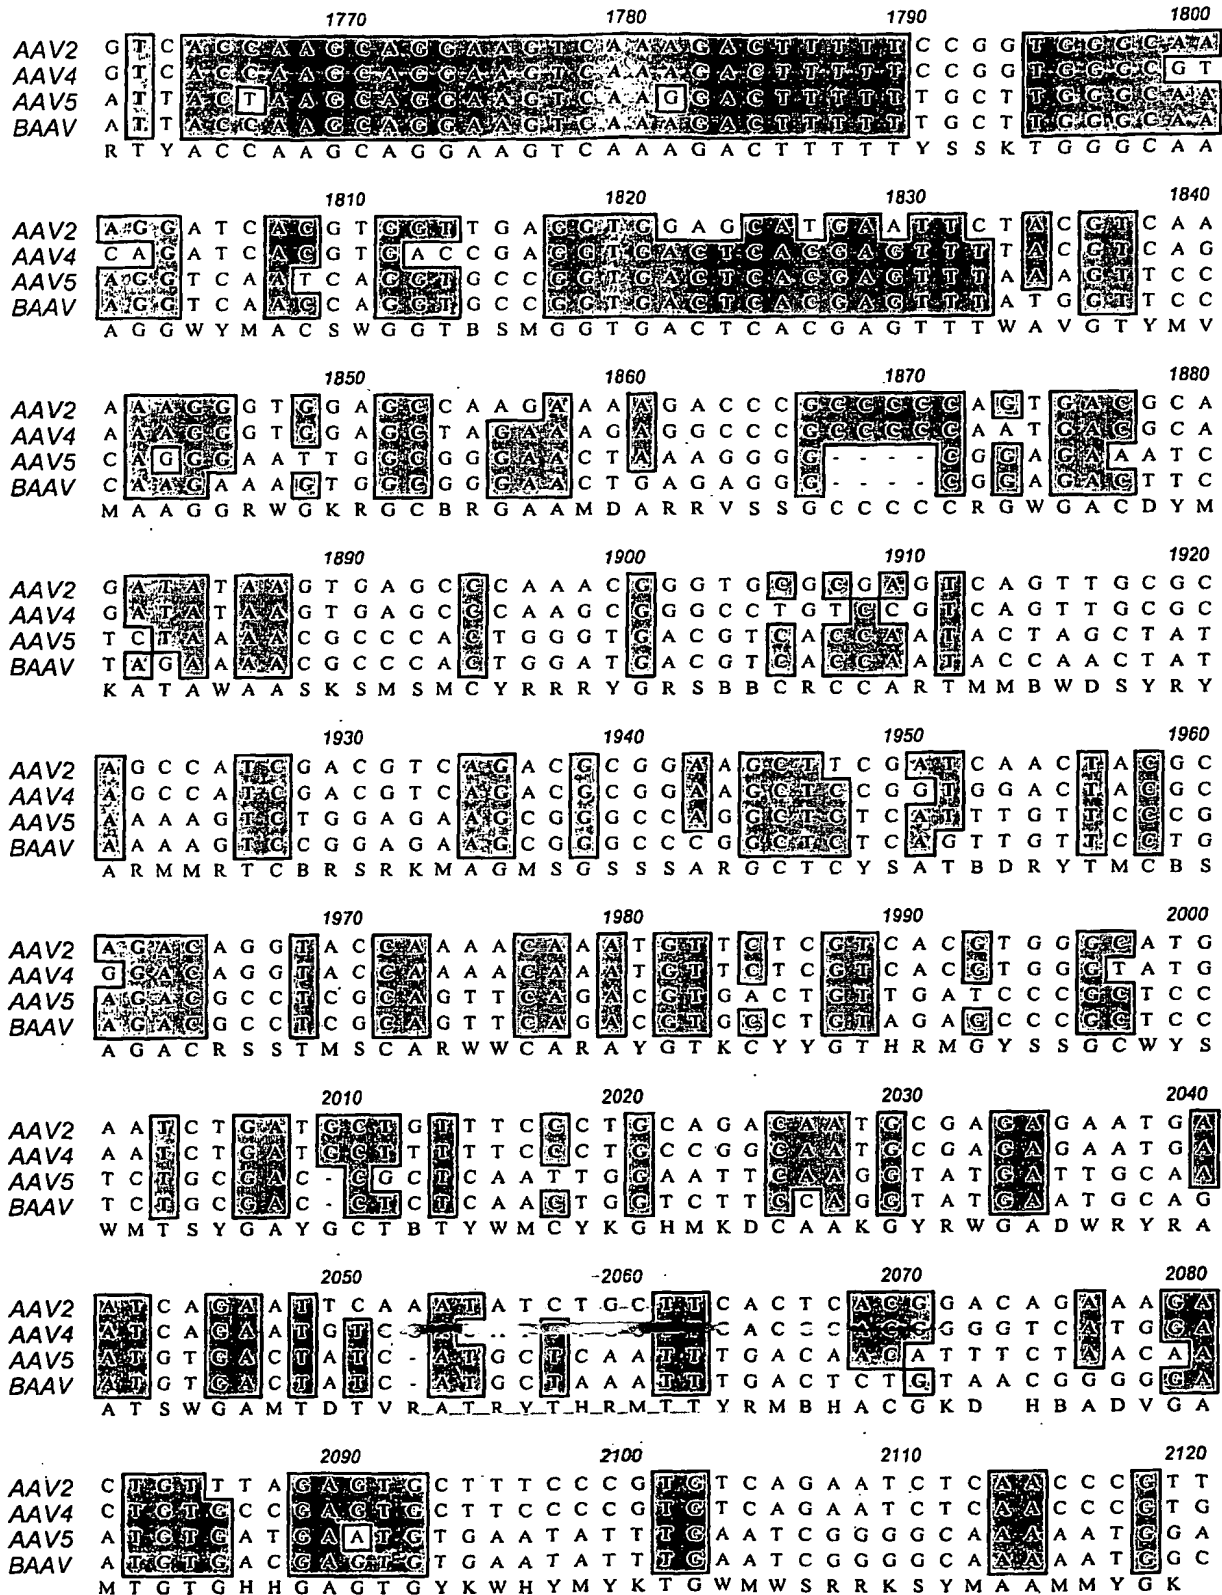 1770 1780 1790 1800
AAV2 G T C A G C A A G C A G G A A G T C A A A G A C T T T T T C C G G T G G G C A A
AAV4 G T C A C C A A G C A G G A A G T C A A A G A C T T T T T C C G G T G G G C G T
AAV5 A T T A C T A A G C A G G A A G T C A A G G A C T T T T T T G C T T G G G C A A
BAAV A T T A C C A A G C A G G A A G T C A A A G A C T T T T T T G C T T G G G C A A
R T Y A C C A A G C A G G A A G T C A A A G A C T T T T T Y S S K T G G G C A A
1810 1820 1830 1840
AAV2 A G G A T C A C G T G G T T G A G G T G G A G C A T G A A T T C T A C G T C A A
AAV4 C A G A T C A C G T G A C C G A G G T G A C T C A C G A G T T T T A C G T C A G
AAV5 A G G T C A A T C A G G T G C C G G T G A C T C A C G A G T T T A A A G T T C C
BAAV A G G T C A A C C A G G T G C C G G T G A C T C A C G A G T T T A T G G T T C C
A G G W Y M A C S W G G T B S M G G T G A C T C A C G A G T T T W A V G T Y M V
1850 1860 1870 1880
AAV2 A A A G G G T G G A G C C A A G A A A A G A C C C G C C C C C A G T G A C G C A
AAV4 A A A G G G T G G A G C T A G A A A G A G G C C C G C C C C C A A T G A C G C A
AAV5 C A G G G A A T T G G C G G G A A C T A A A G G G G - - - - C G G A G A A A T C
BAAV C A A G A A A G T G G C G G G A A C T G A G A G G G - - - - C G G A G A G T T C
M A A G G R W G K R G C B R G A A M D A R R V S S G C C C C C R G W G A C D Y M
1890 1900 1910 1920
AAV2 G A T A T A A G T G A G C G C A A A C G G G T G C G C G A G T C A G T T G C G C
AAV4 G A T A T A A G T G A G C G C A A G C G G G C C T G T C C G T C A G T T G C G C
AAV5 T C T A A A A C G C C C A C T G G G T G A C G T C A C C A A T A C T A G C T A T
BAAV T A G A A A A C G C C C A G T G G A T G A C G T C A C C A A T A C C A A C T A T
K A T A W A A S K S M S M C Y R R R Y G R S B B C R C C A R T M M B W D S Y R Y
1930 1940 1950 1960
AAV2 A G C C A T C G A C G T C A G A C G C G G A A G C T T C G A T C A A C T A C G C
AAV4 A G C C A T C G A C G T C A G A C G C G G A A G C T C C G G T G G A C T A C G C
AAV5 A A A A G T C T G G A G A A G C G G G C C A G G C T G T C A T T T G T T C C C G
BAAV A A A A G T C C G G A G A A G C G G G C C C G G C T C T C A G T T G T T C C T G
A R M M R T C B R S R K M A G M S G S S S A R G C T C Y S A T B D R Y T M C B S
1970 1980 1990 2000
AAV2 A G A C A G G T A C C A A A A C A A A T G T T C T C G T C A C G T G G G C A T G
AAV4 G G A C A G G T A C C A A A A C A A A T G T T C T C G T C A C G T G G G T A T G
AAV5 A G A C G C C T C G C A G T T C A G A C G T G A C T G T T G A T C C C G C T C C
BAAV A G A C G C C T C G C A G T T C A G A C G T G C C T G T A G A G C C C G C T C C
A G A C R S S T M S C A R W W C A R A Y G T K C Y Y G T H R M G Y S S G C W Y S
2010 2020 2030 2040
AAV2 A A T C T G A T G C T G T T T C G C T G C A G A C A A T G C G A G A G A A T G A
AAV4 A A T C T G A T G C T T T T T C C C T G C C G G C A A T G C G A G A G A A T G A
AAV5 T C T G C G A C - C G C T C A A T T G G A A T C A A G G T A T G A T T G C A A
BAAV T C T G C G A C - C T C T C A A C T G G T C T T C C A G G T A T G A A T G C A G
W M T S Y G A Y G C T B T Y W M C Y K G H M K D C A A K G Y R W G A D W R Y R A
2050 2060 2070 2080
AAV2 A T C A G A A T T C A A A T A T C T G C T T C A C T C A C G G A C A G A A A G A
AAV4 A T C A G A A T G T C C A C G G G G T C A T G G A
AAV5 A T G T G A C T A T C - A T G C T C A A T T T G A C A A G A T T T C T A A C A A
BAAV A T G T G A C T A T C - A T G C T A A A T T T G A C T C T G T A A C G G G G G A
A T S W G A M T D T V R A T R Y T H R M T T Y R M B H A C G K D H B A D V G A
2090 2100 2110 2120
AAV2 C T G T T T A G A G T G C T T T C C C G T G T C A G A A T C T C A A C C C G T T
AAV4 C T G T G C C G A G T G C T T T C C C G T G T C A G A A T C T C A A C C C G T G
AAV5 A T G T G A T G A A T G T G A A T A T T T G A A T C G G G G C A A A A A T G G A
BAAV A T G T G A C G A G T G T G A A T A T T T G A A T C G G G G C A A A A A T G G C
M T G T G H H G A G T G Y K W H Y M Y K T G W M W S R R K S Y M A A M M Y G K